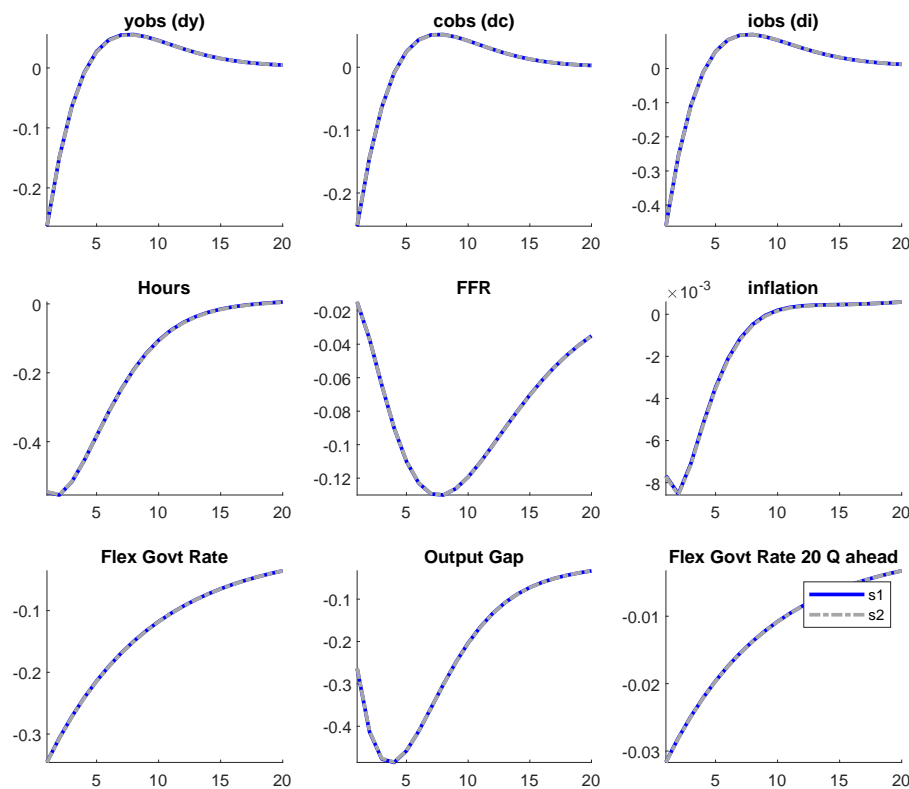 yobs (dy)
0
-0.1
-0.2
5 10 15 20
cobs (dc)
0
-0.1
-0.2
5 10 15 20
iobs (di)
0
-0.1
-0.2
-0.3
-0.4
5 10 15 20
Hours
0
-0.2
-0.4
5 10 15 20
FFR
-0.02
-0.04
-0.06
-0.08
-0.1
-0.12
5 10 15 20
inflation
×10-3
0
-2
-4
-6
-8
5 10 15 20
Flex Govt Rate
-0.1
-0.2
-0.3
5 10 15 20
Output Gap
-0.1
-0.2
-0.3
-0.4
5 10 15 20
Flex Govt Rate 20 Q ahead
-0.01
-0.02
-0.03
5 10 15 20
s1
s2